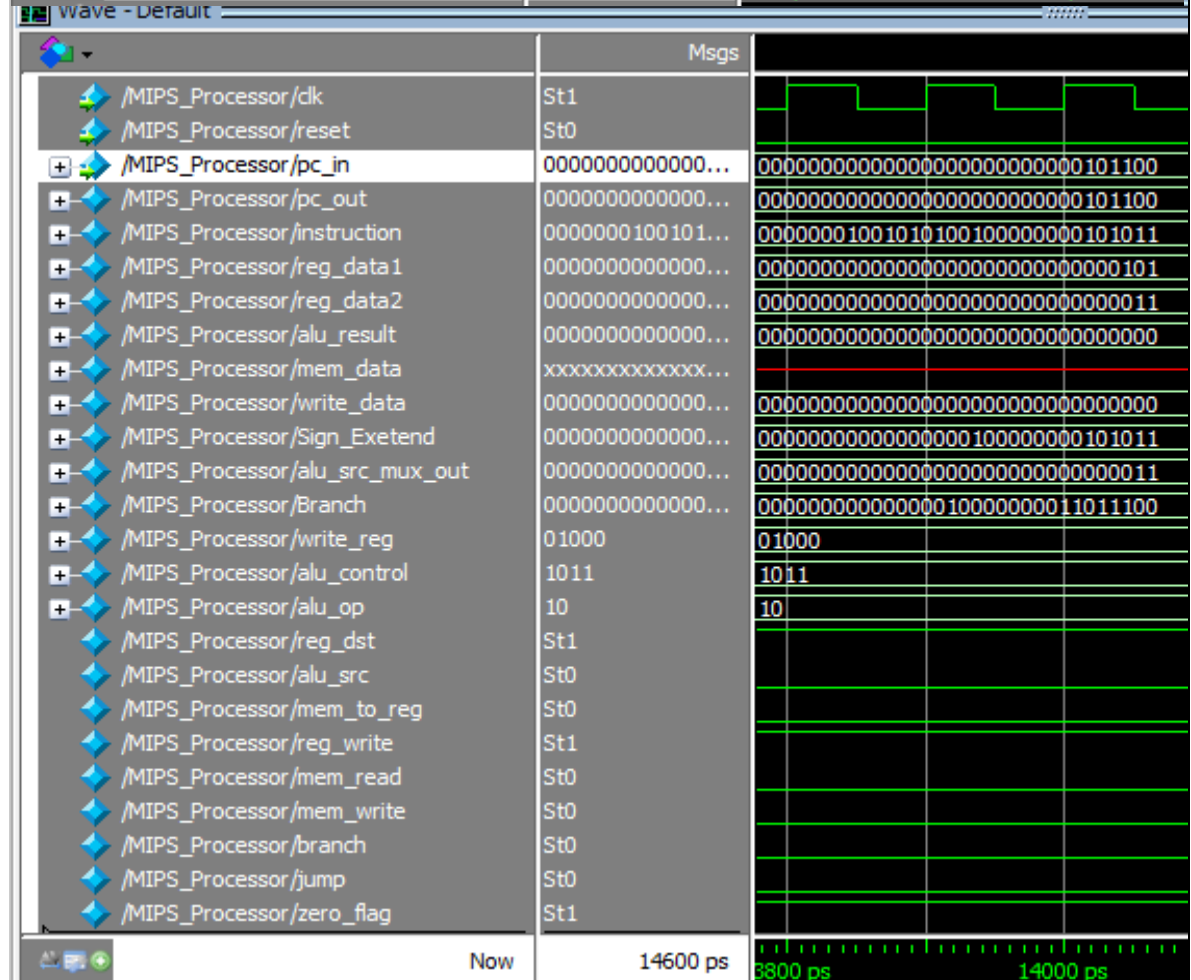 Wave - Default
Msgs
/MIPS_Processor/clk St1
/MIPS_Processor/reset St0
/MIPS_Processor/pc_in 0000000000000... 00000000000000000000000000101100
/MIPS_Processor/pc_out 0000000000000... 00000000000000000000000000101100
/MIPS_Processor/instruction 0000000100101... 00000001001010100100000000101011
/MIPS_Processor/reg_data1 0000000000000... 00000000000000000000000000000101
/MIPS_Processor/reg_data2 0000000000000... 00000000000000000000000000000011
/MIPS_Processor/alu_result 0000000000000... 00000000000000000000000000000000
/MIPS_Processor/mem_data xxxxxxxxxxxxx...
/MIPS_Processor/write_data 0000000000000... 00000000000000000000000000000000
/MIPS_Processor/Sign_Exetend 0000000000000... 00000000000000000100000000101011
/MIPS_Processor/alu_src_mux_out 0000000000000... 00000000000000000000000000000011
/MIPS_Processor/Branch 0000000000000... 00000000000000010000000011011100
/MIPS_Processor/write_reg 01000 01000
/MIPS_Processor/alu_control 1011 1011
/MIPS_Processor/alu_op 10 10
/MIPS_Processor/reg_dst St1
/MIPS_Processor/alu_src St0
/MIPS_Processor/mem_to_reg St0
/MIPS_Processor/reg_write St1
/MIPS_Processor/mem_read St0
/MIPS_Processor/mem_write St0
/MIPS_Processor/branch St0
/MIPS_Processor/jump St0
/MIPS_Processor/zero_flag St1
Now 14600 ps 3800 ps 14000 ps